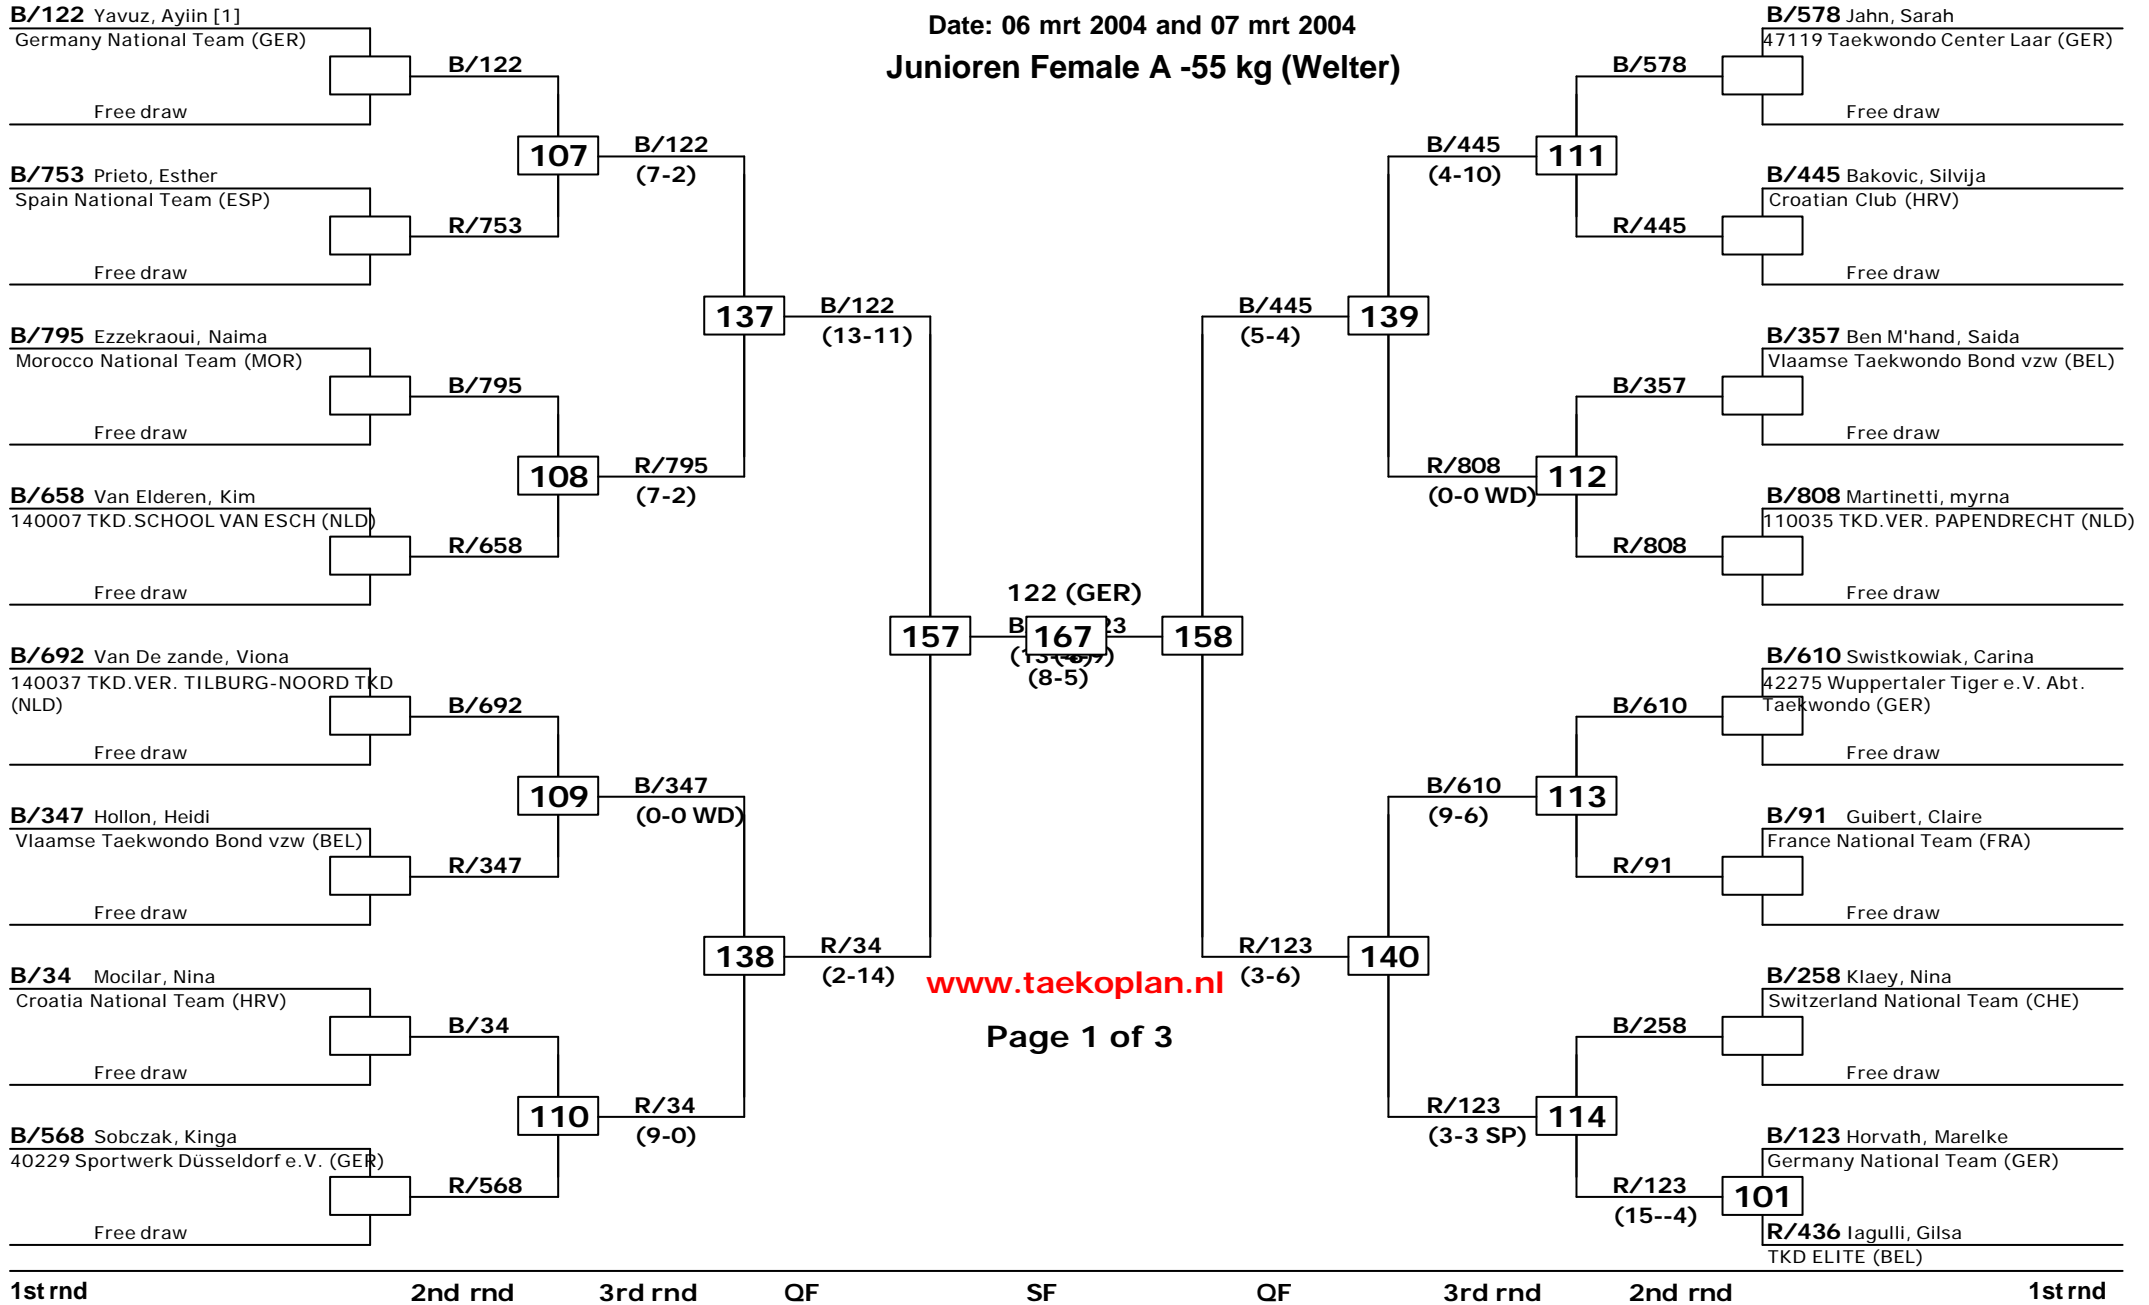 Date: 06 mrt 2004 and 07 mrt 2004
Junioren Female A -55 kg (Welter)
B/122 Yavuz, Ayiin [1]
Germany National Team (GER)
Free draw
B/753 Prieto, Esther
Spain National Team (ESP)
Free draw
B/795 Ezzekraoui, Naima
Morocco National Team (MOR)
Free draw
B/658 Van Elderen, Kim
140007 TKD.SCHOOL VAN ESCH (NLD)
Free draw
B/692 Van De zande, Viona
140037 TKD.VER. TILBURG-NOORD TKD
(NLD)
Free draw
B/347 Hollon, Heidi
Vlaamse Taekwondo Bond vzw (BEL)
Free draw
B/34 Mocilar, Nina
Croatia National Team (HRV)
Free draw
B/568 Sobczak, Kinga
40229 Sportwerk Düsseldorf e.V. (GER)
Free draw
B/122
R/753
B/795
R/658
B/692
R/347
B/34
R/568
107
108
109
110
B/122
(7-2)
R/795
(7-2)
B/347
(0-0 WD)
R/34
(9-0)
137
138
B/122
(13-11)
R/34
(2-14)
157
122 (GER)
167
(8-5)
158
www.taekoplan.nl
Page 1 of 3
B/445
(5-4)
R/123
(3-6)
139
140
B/445
(4-10)
R/808
(0-0 WD)
B/610
(9-6)
R/123
(3-3 SP)
111
112
113
114
B/578
R/445
B/357
R/808
B/610
R/91
B/258
R/123
(15--4)
101
B/578 Jahn, Sarah
47119 Taekwondo Center Laar (GER)
Free draw
B/445 Bakovic, Silvija
Croatian Club (HRV)
Free draw
B/357 Ben M'hand, Saida
Vlaamse Taekwondo Bond vzw (BEL)
Free draw
B/808 Martinetti, myrna
110035 TKD.VER. PAPENDRECHT (NLD)
Free draw
B/610 Swistkowiak, Carina
42275 Wuppertaler Tiger e.V. Abt.
Taekwondo (GER)
Free draw
B/91 Guibert, Claire
France National Team (FRA)
Free draw
B/258 Klaey, Nina
Switzerland National Team (CHE)
Free draw
B/123 Horvath, Marelke
Germany National Team (GER)
R/436 Iagulli, Gilsa
TKD ELITE (BEL)
1st rnd 2nd rnd 3rd rnd QF SF QF 3rd rnd 2nd rnd 1st rnd